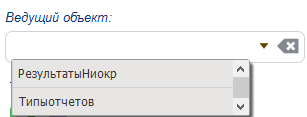 Ведущий объект:
РезультатыНиокр
Типыотчетов